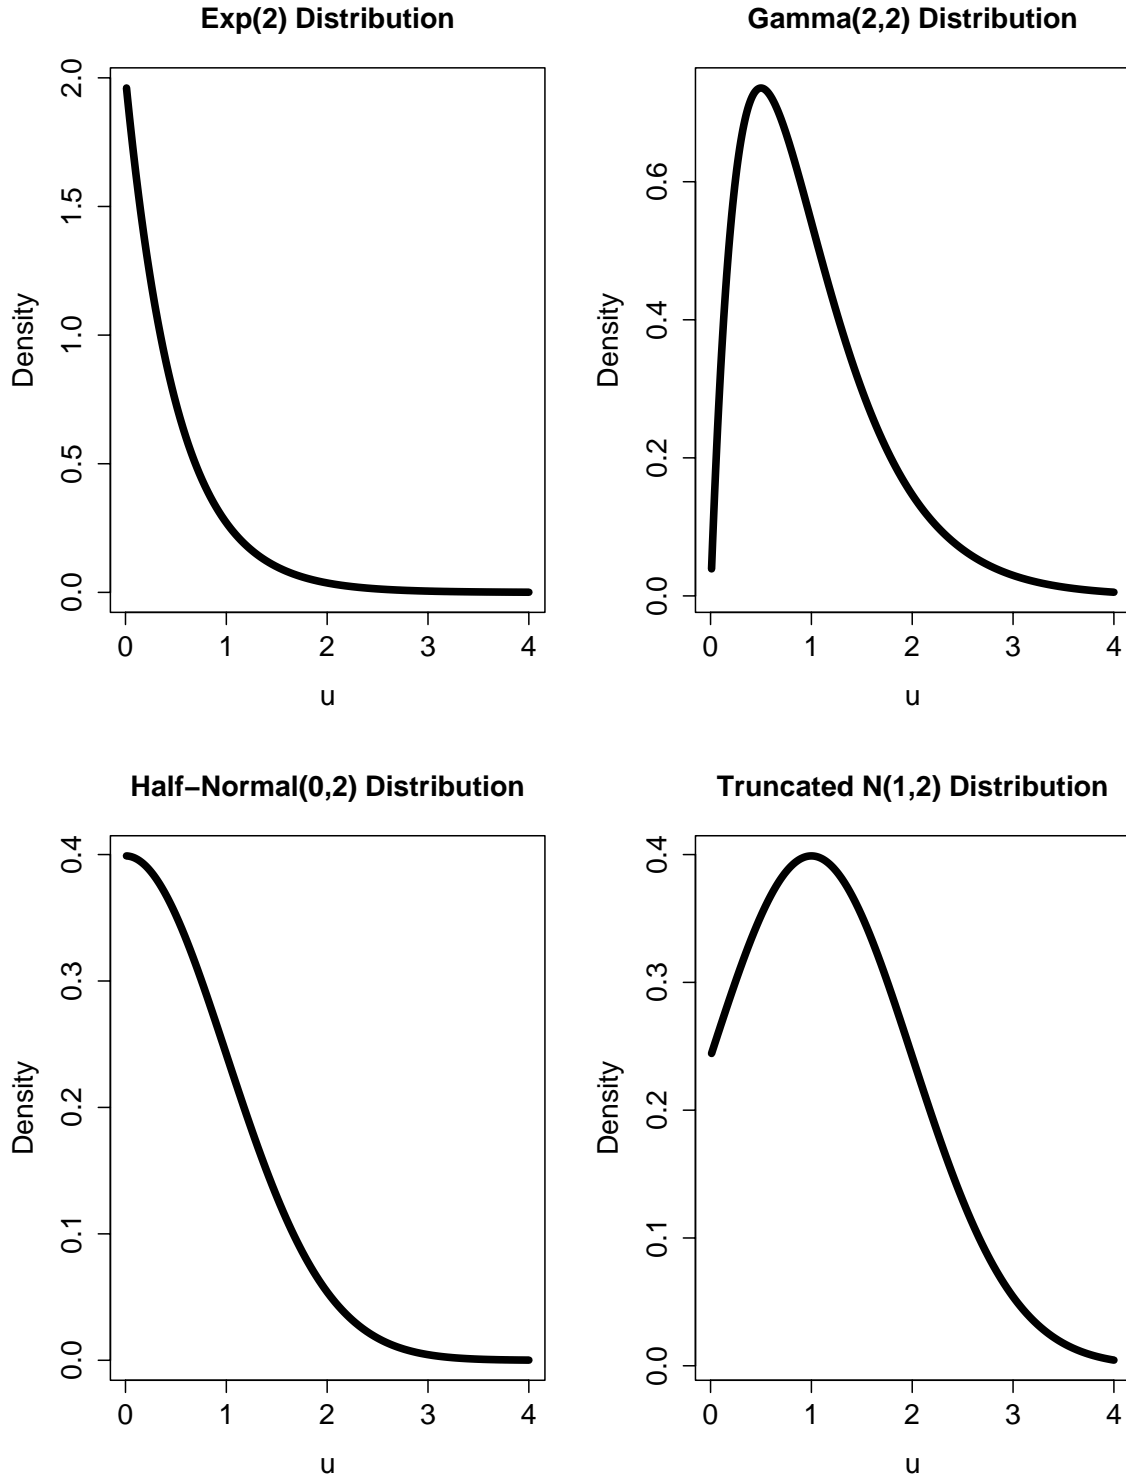 Exp(2) Distribution
Density
0.0 0.5 1.0 1.5 2.0
0 1 2 3 4
u
Gamma(2,2) Distribution
Density
0.0 0.2 0.4 0.6
0 1 2 3 4
u
Half−Normal(0,2) Distribution
Density
0.0 0.1 0.2 0.3 0.4
0 1 2 3 4
u
Truncated N(1,2) Distribution
Density
0.0 0.1 0.2 0.3 0.4
0 1 2 3 4
u